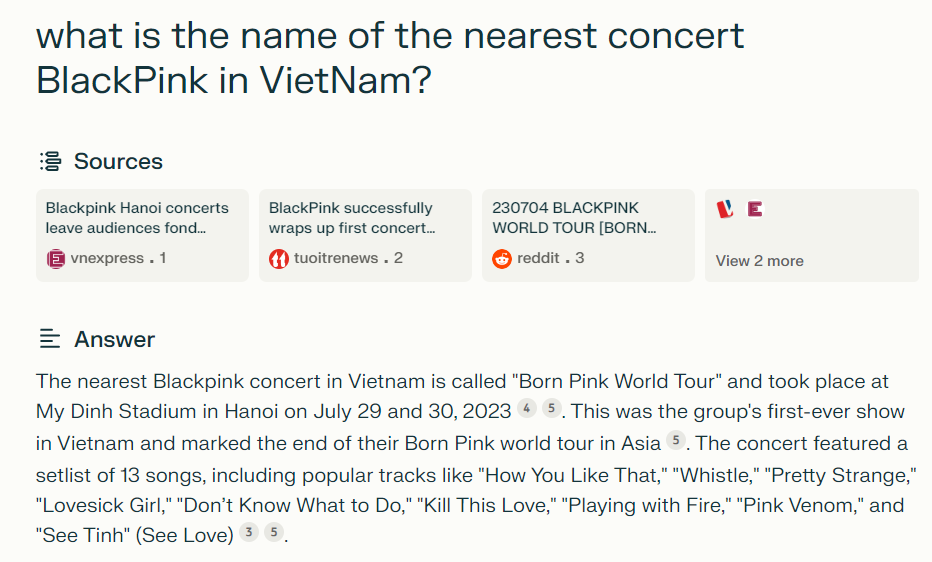 what is the name of the nearest concert
BlackPink in VietNam?
Sources
Blackpink Hanoi concerts
leave audiences fond...
vnexpress . 1
BlackPink successfully
wraps up first concert...
tuoitrenews . 2
230704 BLACKPINK
WORLD TOUR [BORN...
reddit . 3
E
View 2 more
Answer
The nearest Blackpink concert in Vietnam is called "Born Pink World Tour" and took place at
My Dinh Stadium in Hanoi on July 29 and 30, 2023 4 5. This was the group's first-ever show
in Vietnam and marked the end of their Born Pink world tour in Asia 5. The concert featured a
setlist of 13 songs, including popular tracks like "How You Like That," "Whistle," "Pretty Strange,"
"Lovesick Girl," "Don’t Know What to Do," "Kill This Love," "Playing with Fire," "Pink Venom," and
"See Tinh" (See Love) 3 5.